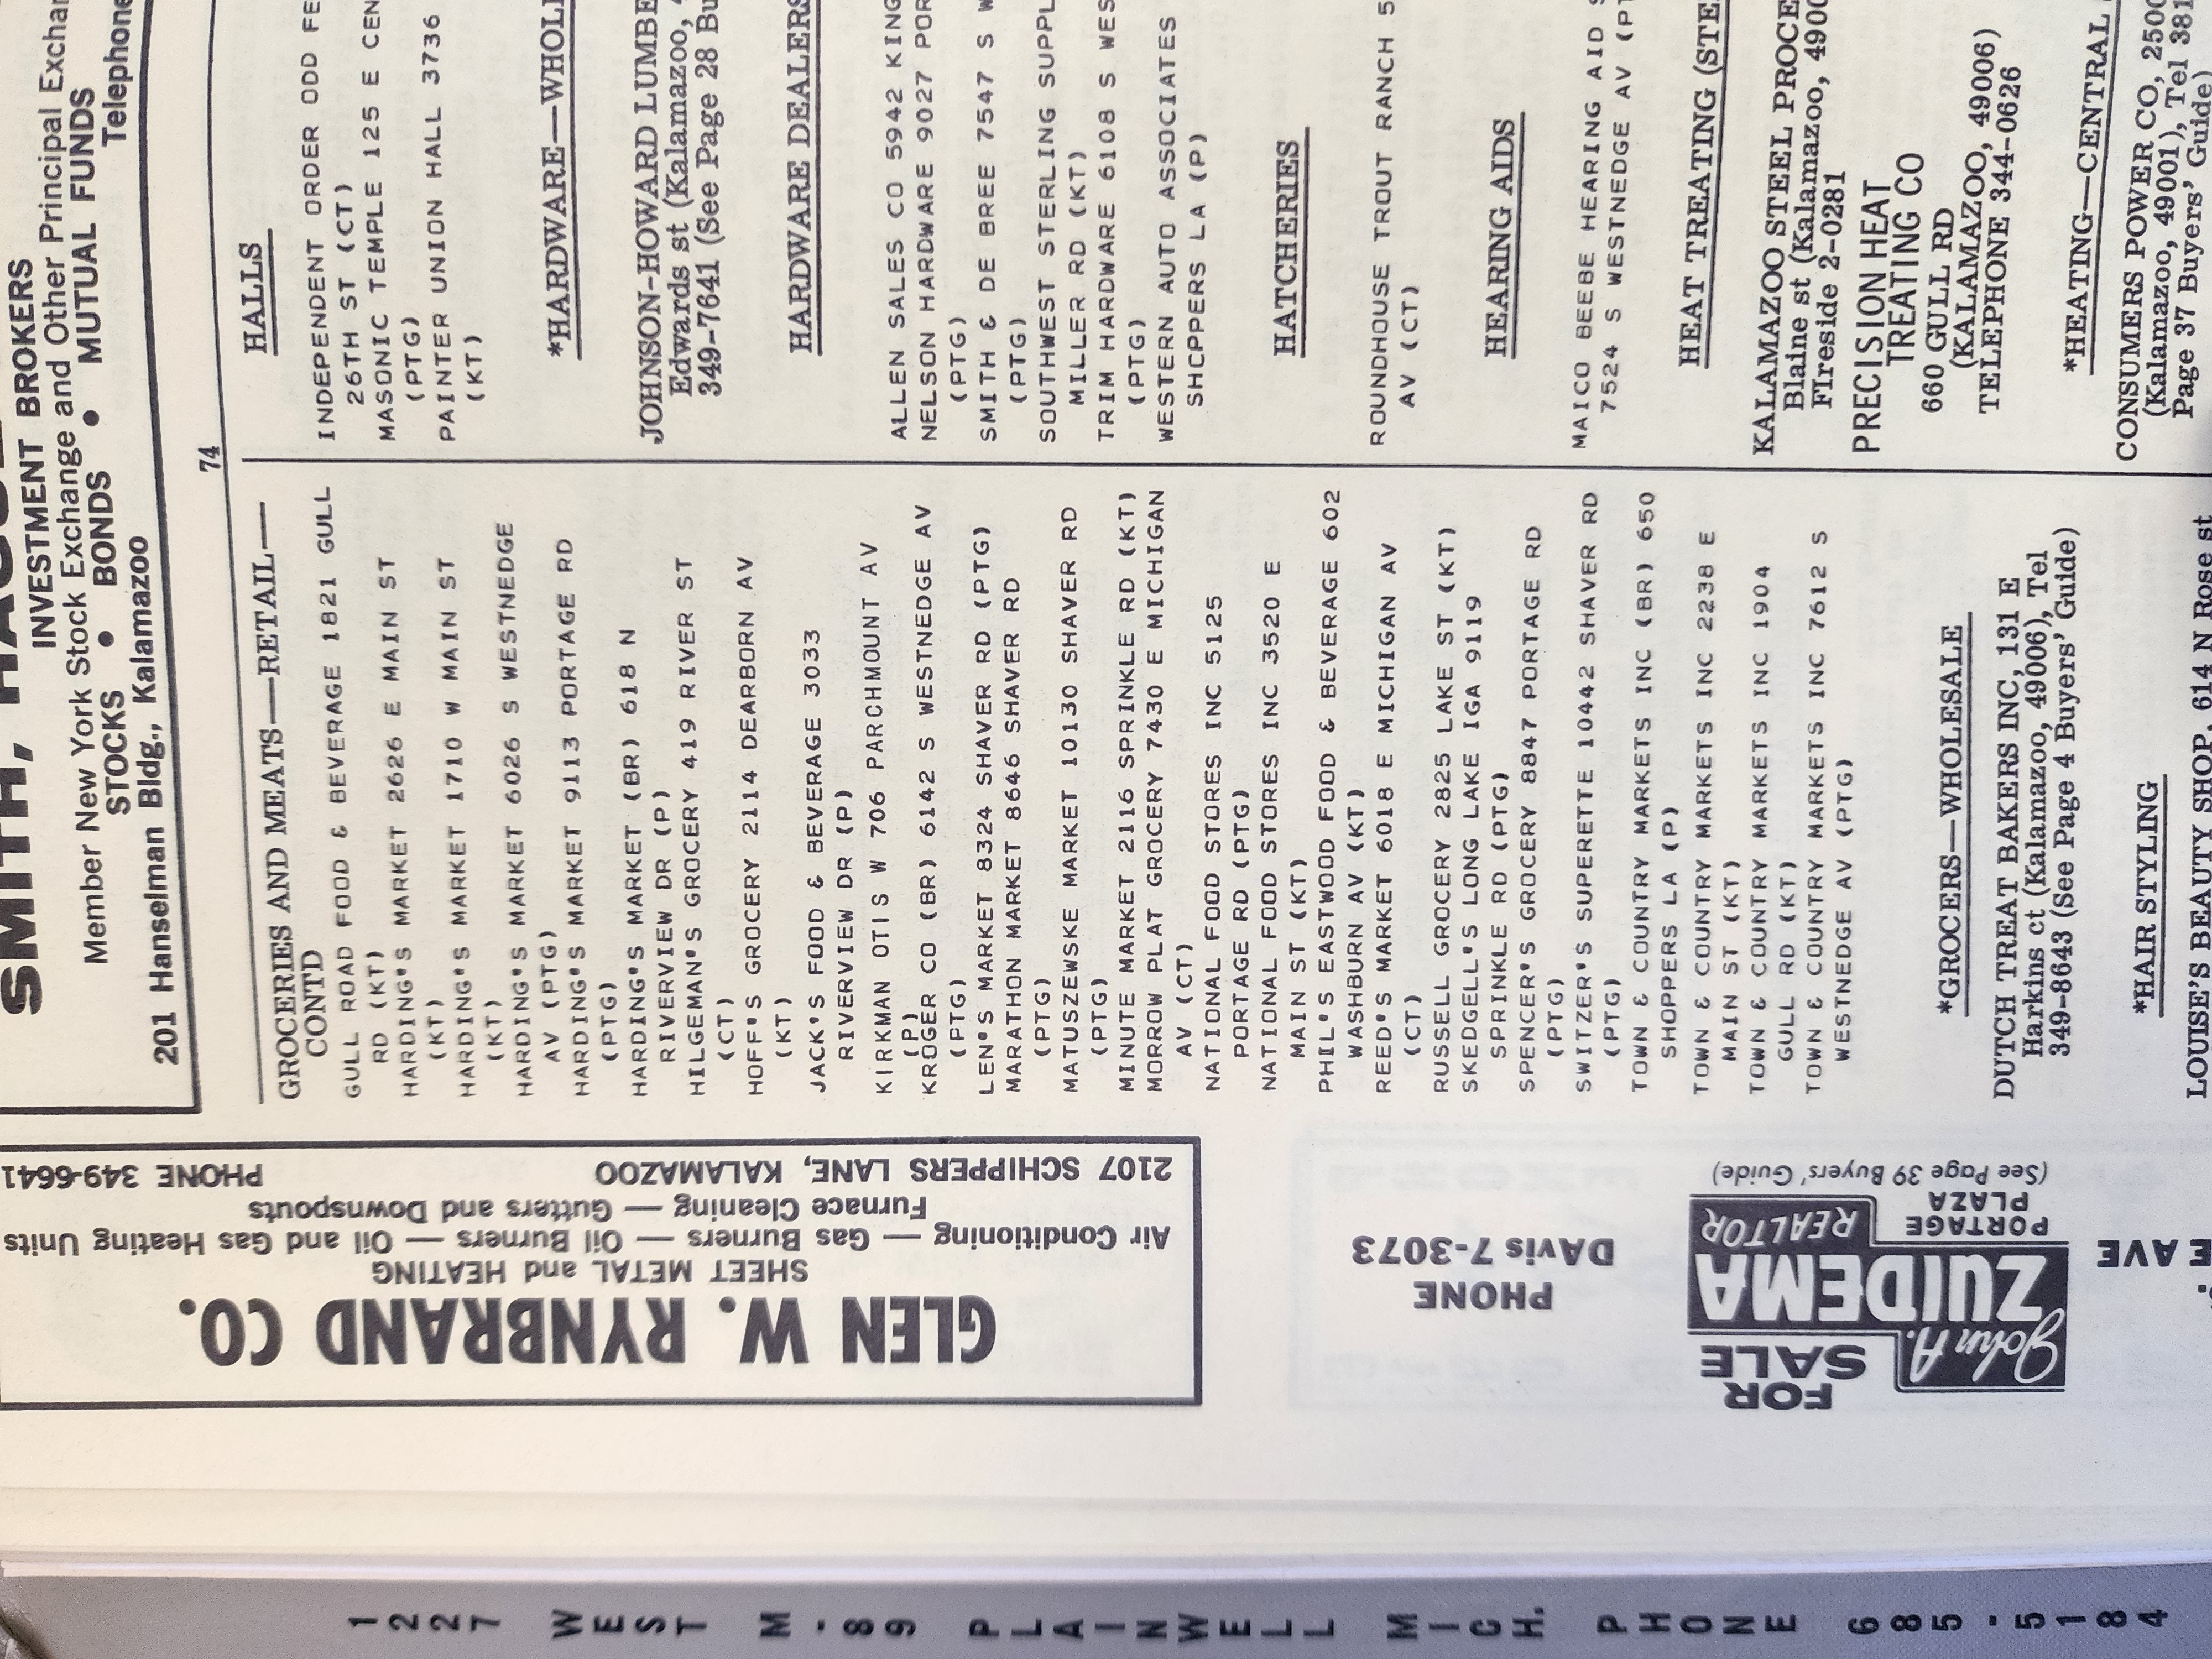 SMITH,
INVESTMENT BROKERS
Member New York Stock Exchange and Other Principal
STOCKS • BONDS • MUTUAL FUNDS
201 Hanselman Bldg., Kalamazoo Telephone
74
GROCERIES AND MEATS—RETAIL—
CONTD
GULL ROAD FOOD & BEVERAGE 1821 GULL
RD (KT)
HARDING'S MARKET 2626 E MAIN ST
(KT)
HARDING'S MARKET 1710 W MAIN ST
(KT)
HARDING'S MARKET 6026 S WESTNEDGE
AV (PTG)
HARDING'S MARKET 9113 PORTAGE RD
(PTG)
HARDING'S MARKET (BR) 618 N
RIVERVIEW DR (P)
HILGEMAN'S GROCERY 419 RIVER ST
(CT)
HOFF'S GROCERY 2114 DEARBORN AV
(KT)
JACK'S FOOD & BEVERAGE 3033
RIVERVIEW DR (P)
KIRKMAN OTIS W 706 PARCHMOUNT AV
(P)
KROGER CO (BR) 6142 S WESTNEDGE AV
(PTG)
LEN'S MARKET 8324 SHAVER RD (PTG)
MARATHON MARKET 8646 SHAVER RD
(PTG)
MATUSZEWSKE MARKET 10130 SHAVER RD
(PTG)
MINUTE MARKET 2116 SPRINKLE RD (KT)
MORROW PLAT GROCERY 7430 E MICHIGAN
AV (CT)
NATIONAL FOOD STORES INC 5125
PORTAGE RD (PTG)
NATIONAL FOOD STORES INC 3520 E
MAIN ST (KT)
PHIL'S EASTWOOD FOOD & BEVERAGE 602
WASHBURN AV (KT)
REED'S MARKET 6018 E MICHIGAN AV
(CT)
RUSSELL GROCERY 2825 LAKE ST (KT)
SKEDGELL'S LONG LAKE IGA 9119
SPRINKLE RD (PTG)
SPENCER'S GROCERY 8847 PORTAGE RD
(PTG)
SWITZER'S SUPERETTE 10442 SHAVER RD
(PTG)
TOWN & COUNTRY MARKETS INC (BR) 650
SHOPPERS LA (P)
TOWN & COUNTRY MARKETS INC 2238 E
MAIN ST (KT)
TOWN & COUNTRY MARKETS INC 1904
GULL RD (KT)
TOWN & COUNTRY MARKETS INC 7612 S
WESTNEDGE AV (PTG)
*GROCERS—WHOLESALE
DUTCH TREAT BAKERS INC, 131 E
Harkins ct (Kalamazoo, 49006), Tel
349-8643 (See Page 4 Buyers' Guide)
*HAIR STYLING
LOUISE'S BEAUTY SHOP, 614 N Rose st
HALLS
INDEPENDENT ORDER ODD
26TH ST (CT)
MASONIC TEMPLE 125 E
(PTG)
PAINTER UNION HALL 3736
(KT)
*HARDWARE—
JOHNSON-HOWARD
Edwards st (Kalamazoo,
349-7641 (See Page 28
HARDWARE DEALERS
ALLEN SALES CO 5942
NELSON HARDWARE 9027
(PTG)
SMITH & DE BREE 7547 S
(PTG)
SOUTHWEST STERLING
MILLER RD (KT)
TRIM HARDWARE 6108 S
(PTG)
WESTERN AUTO ASSOCIATES
SHCPPERS LA (P)
HATCHERIES
ROUNDHOUSE TROUT RANCH
AV (CT)
HEARING AIDS
MAICO BEEBE HEARING AID
7524 S WESTNEDGE AV
HEAT TREATING
KALAMAZOO STEEL
Blaine st (Kalamazoo,
FIreside 2-0281
PRECISION HEAT
TREATING CO
660 GULL RD
(KALAMAZOO, 49006)
TELEPHONE 344-0626
*HEATING—CENTRAL
CONSUMERS POWER CO,
(Kalamazoo, 49001), Tel
Page 37 Buyers' Guide)
GLEN W. RYNBRAND CO.
SHEET METAL and HEATING
Air Conditioning — Gas Burners — Oil Burners — Oil and Gas Heating Units
Furnace Cleaning — Gutters and Downspouts
2107 SCHIPPERS LANE, KALAMAZOO PHONE 349-6641
FOR
SALE
John A.
ZUIDEMA
REALTOR
PORTAGE
PLAZA
(See Page 39 Buyers' Guide)
PHONE
DAvis 7-3073
AVE
1227 WEST M-89 PLAINWELL MICH. PHONE 685-5184